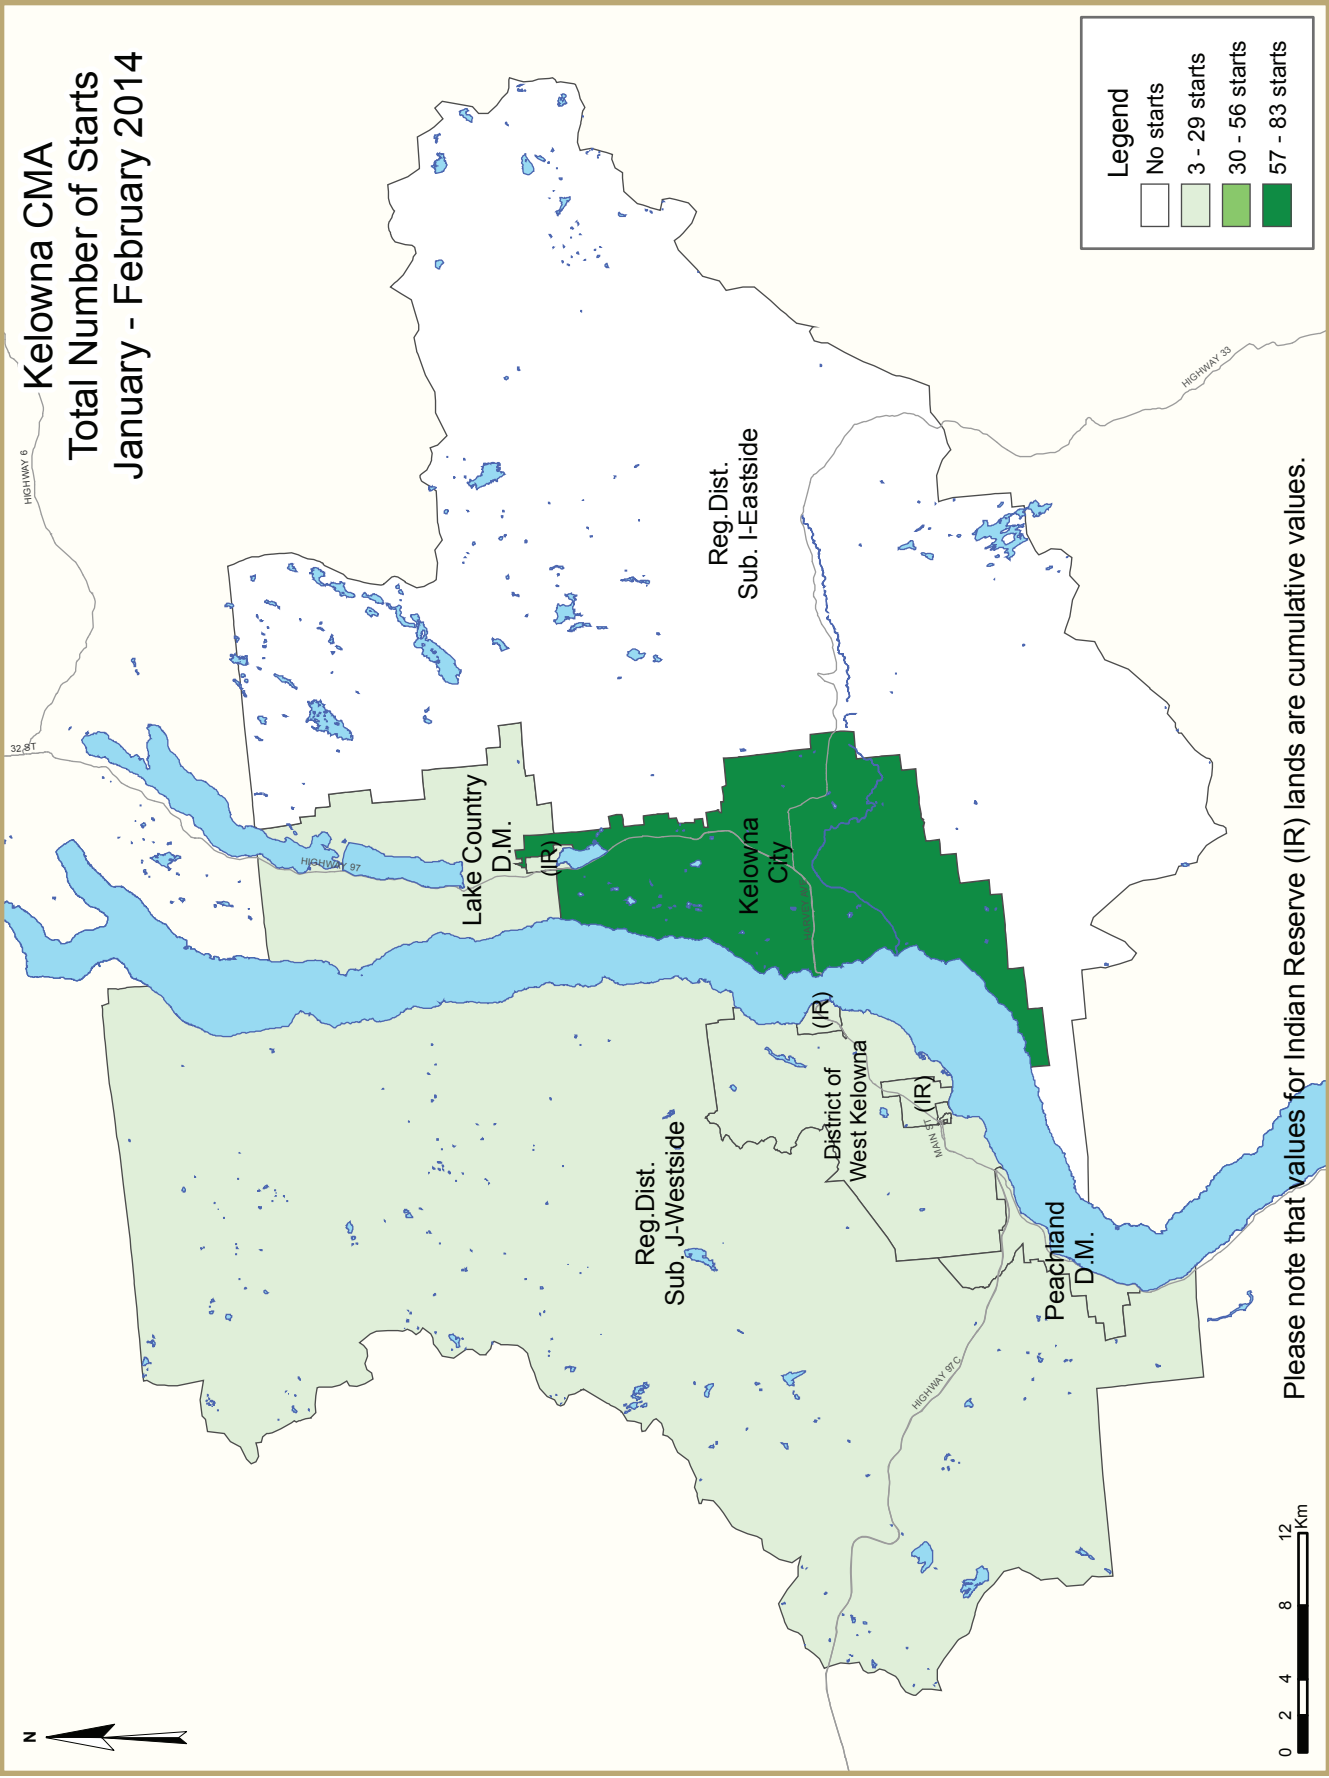 Kelowna CMA
Total Number of Starts
January - February 2014
N
HIGHWAY 6
32 ST
HIGHWAY 97
Lake Country
D.M.
(IR)
Kelowna
City
HARVEY AVE
Reg.Dist.
Sub. I-Eastside
HIGHWAY 33
Reg.Dist.
Sub. J-Westside
(IR)
District of
West Kelowna
(IR)
MAIN ST
Peachland
D.M.
HIGHWAY 97 C
Legend
No starts
3 - 29 starts
30 - 56 starts
57 - 83 starts
0 2 4 8 12
Km
Please note that values for Indian Reserve (IR) lands are cumulative values.